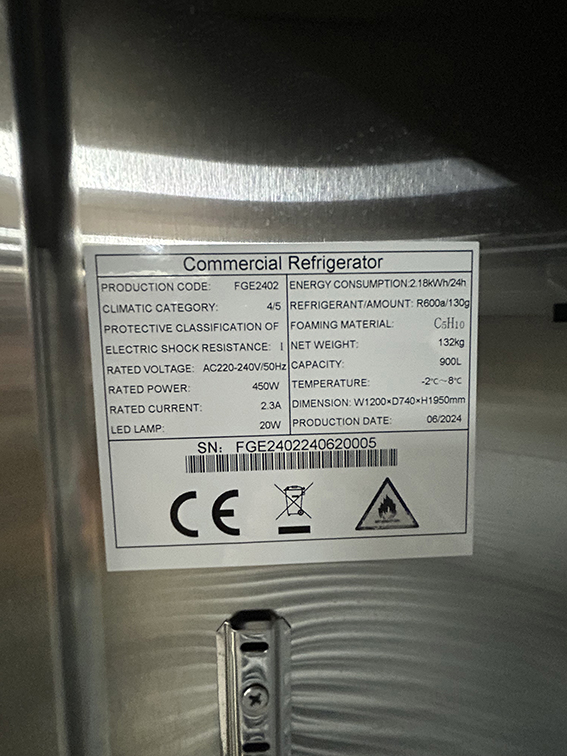 Commercial Refrigerator
PRODUCTION CODE: FGE2402
CLIMATIC CATEGORY: 4/5
PROTECTIVE CLASSIFICATION OF
ELECTRIC SHOCK RESISTANCE: I
RATED VOLTAGE: AC220-240V/50Hz
RATED POWER: 450W
RATED CURRENT: 2.3A
LED LAMP: 20W
ENERGY CONSUMPTION:2.18kWh/24h
REFRIGERANT/AMOUNT: R600a/130g
FOAMING MATERIAL: C5H10
NET WEIGHT: 132kg
CAPACITY: 900L
TEMPERATURE: -2℃~8℃
DIMENSION: W1200×D740×H1950mm
PRODUCTION DATE: 06/2024
SN: FGE2402240620005
CE